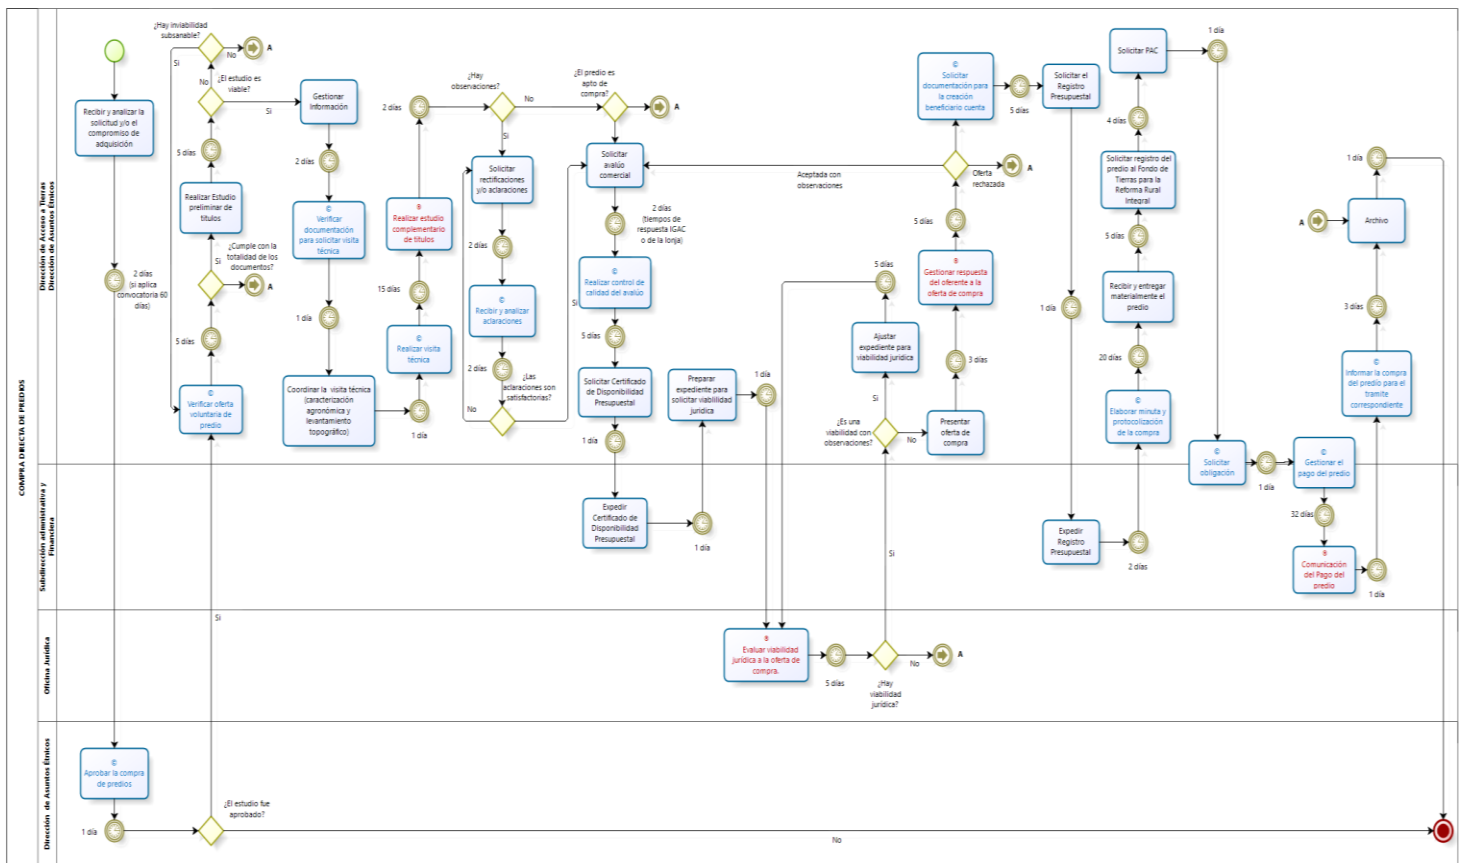 COMPRA DIRECTA DE PREDIOS
Dirección de Acceso a Tierras
Dirección de Asuntos Étnicos
Subdirección administrativa y
Financiera
Oficina Jurídica
Dirección de Asuntos Étnicos
Recibir y analizar la
solicitud y/o el
compromiso de
adquisición
2 días
(si aplica
convocatoria 60
días)
©
Aprobar la compra
de predios
1 día
¿El estudio fue
aprobado?
No
Si
©
Verificar oferta
voluntaria de
predio
5 días
¿Cumple con la
totalidad de los
documentos?
A
Si
Realizar Estudio
preliminar de
títulos
5 días
¿El estudio es
viable?
No
Si
¿Hay inviabilidad
subsanable?
No
A
Si
Gestionar
Información
2 días
©
Verificar
documentación
para solicitar visita
técnica
1 día
Coordinar la visita técnica
(caracterización
agronómica y
levantamiento
topográfico)
1 día
©
Realizar visita
técnica
15 días
Realizar estudio
complementario
de títulos
2 días
¿Hay
observaciones?
No
Si
Solicitar
rectificaciones
y/o aclaraciones
2 días
©
Recibir y analizar
aclaraciones
2 días
¿Las
aclaraciones son
satisfactorias?
No
Si
¿El predio es
apto de
compra?
A
Solicitar
avalúo
comercial
2 días
(tiempos de
respuesta IGAC
o de la lonja)
©
Realizar control de
calidad del avalúo
5 días
Solicitar Certificado
de Disponibilidad
Presupuestal
1 día
Expedir
Certificado de
Disponibilidad
Presupuestal
1 día
Preparar
expediente para
solicitar viabilidad
jurídica
1 día
Evaluar viabilidad
jurídica a la oferta de
compra.
5 días
¿Hay
viabilidad
jurídica?
No
A
Si
¿Es una
viabilidad con
observaciones?
Si
No
Ajustar
expediente para
viabilidad jurídica
5 días
Presentar
oferta de
compra
3 días
Gestionar respuesta
del oferente a la
oferta de compra
5 días
Aceptada con
observaciones
Oferta
rechazada
A
©
Solicitar
documentación para
la creación
beneficiario cuenta
5 días
Solicitar el
Registro
Presupuestal
1 día
Expedir
Registro
Presupuestal
2 días
©
Elaborar minuta y
protocolización
de la compra
20 días
Recibir y entregar
materialmente el
predio
5 días
Solicitar registro del
predio al Fondo de
Tierras para la
Reforma Rural
Integral
4 días
Solicitar PAC
1 día
©
Solicitar
obligación
1 día
©
Gestionar el
pago del predio
32 días
Comunicación
del Pago del
predio
1 día
©
Informar la compra
del predio para el
tramite
correspondiente
3 días
A
Archivo
1 día